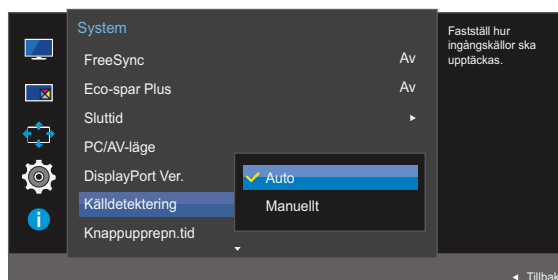 System
FreeSync Av
Eco-spar Plus Av
Sluttid
PC/AV-läge
DisplayPort Ver.
Källdetektering
Knappupprepn.tid
Auto
Manuellt
Fastställ hur
ingångskällor ska
upptäckas.
Tillbak